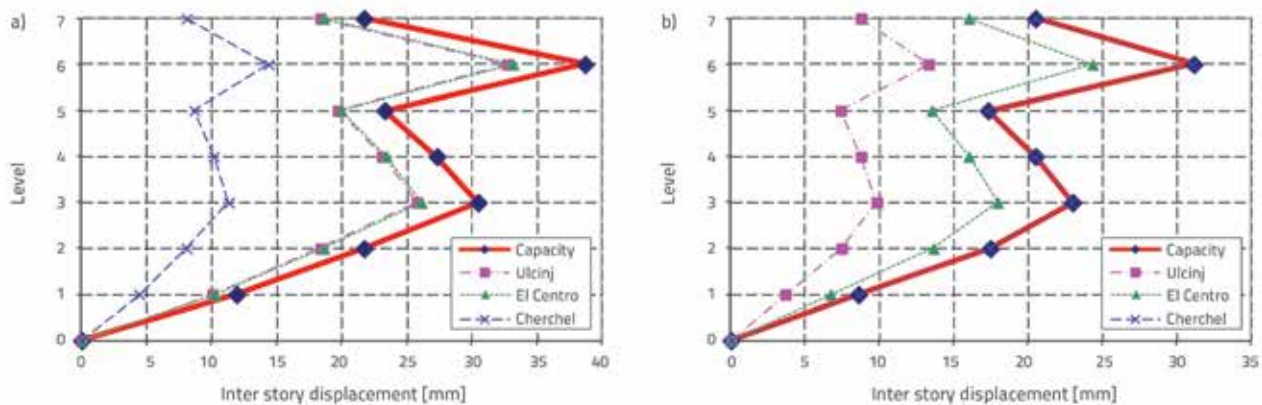 a)
Level
7
6
5
4
3
2
1
0
0 5 10 15 20 25 30 35 40
Inter story displacement [mm]
Capacity
Ulcinj
El Centro
Cherchel
b)
Level
7
6
5
4
3
2
1
0
0 5 10 15 20 25 30 35
Inter story displacement [mm]
Capacity
Ulcinj
El Centro
Cherchel